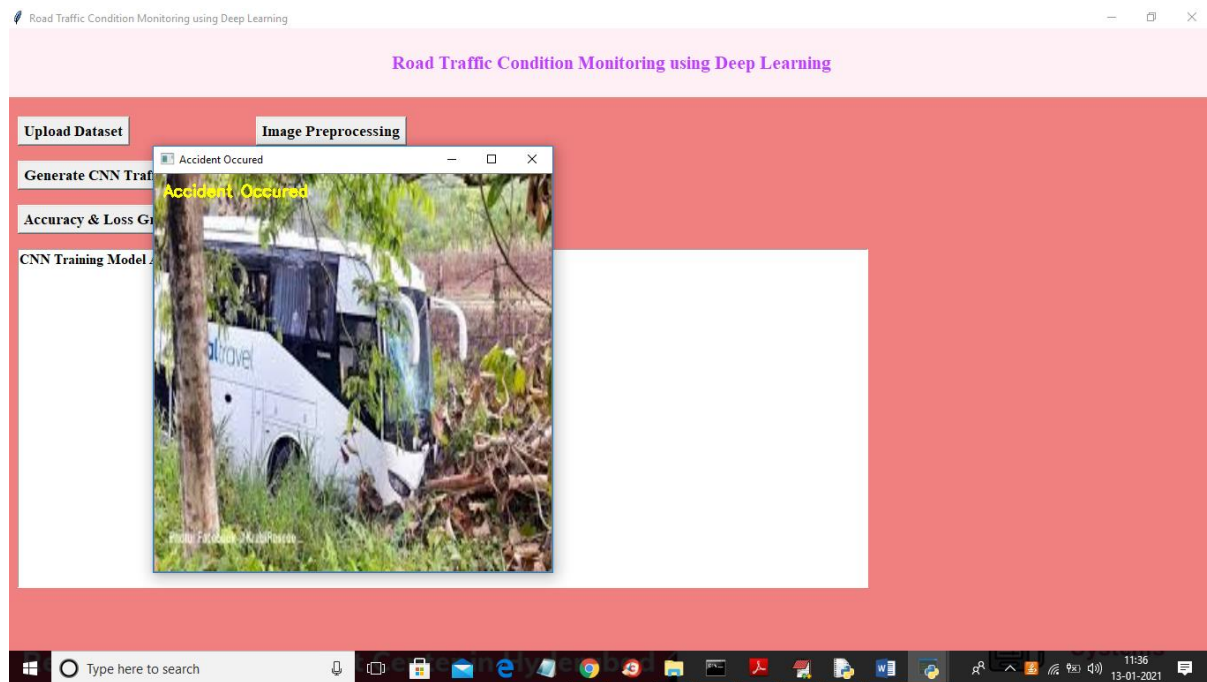 Road Traffic Condition Monitoring using Deep Learning
Road Traffic Condition Monitoring using Deep Learning
Upload Dataset
Image Preprocessing
Accident Occured
Generate CNN
Accident Occured
Accuracy & Loss
CNN Training Model
travel
Type here to search
11:36
13-01-2021